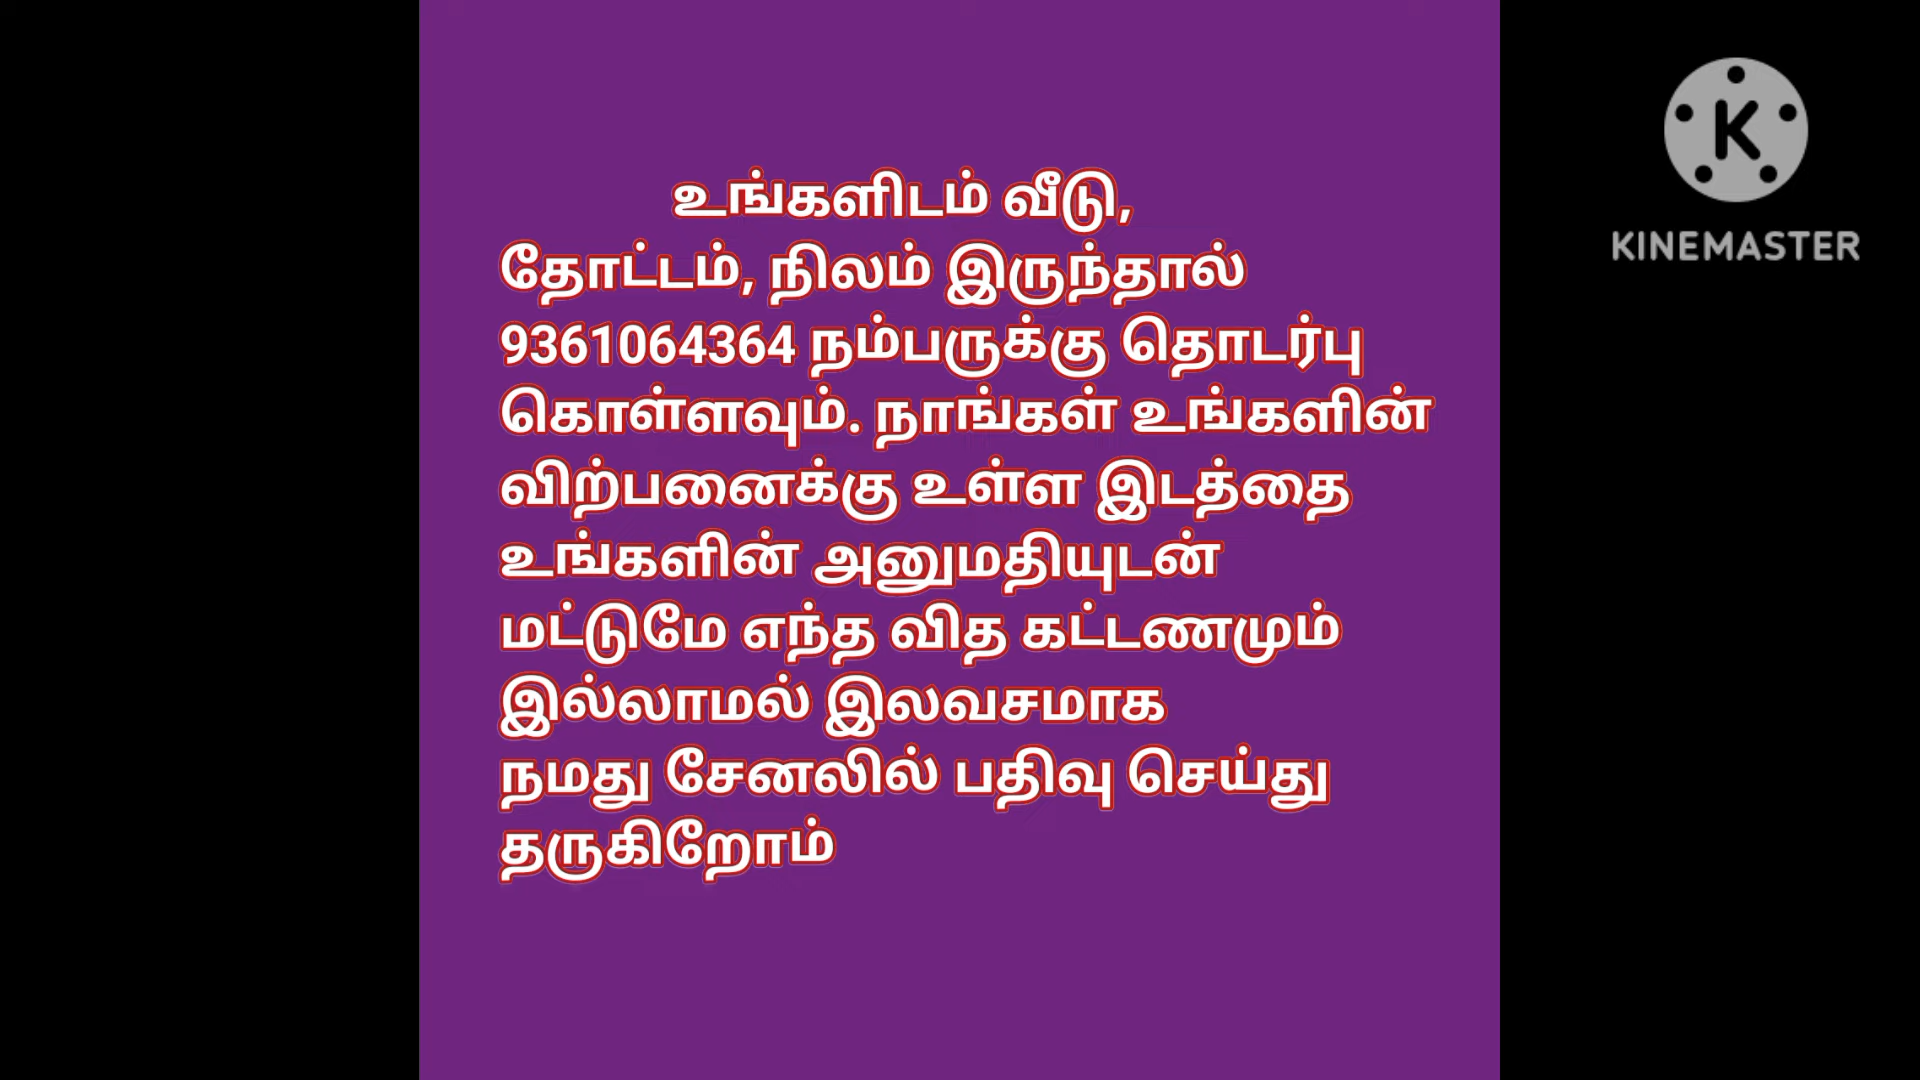 உங்களிடம் வீடு,
தோட்டம், நிலம் இருந்தால்
9361064364 நம்பருக்கு தொடர்பு
கொள்ளவும். நாங்கள் உங்களின்
விற்பனைக்கு உள்ள இடத்தை
உங்களின் அனுமதியுடன்
மட்டுமே எந்த வித கட்டணமும்
இல்லாமல் இலவசமாக
நமது சேனலில் பதிவு செய்து
தருகிறோம்
K
KINEMASTER